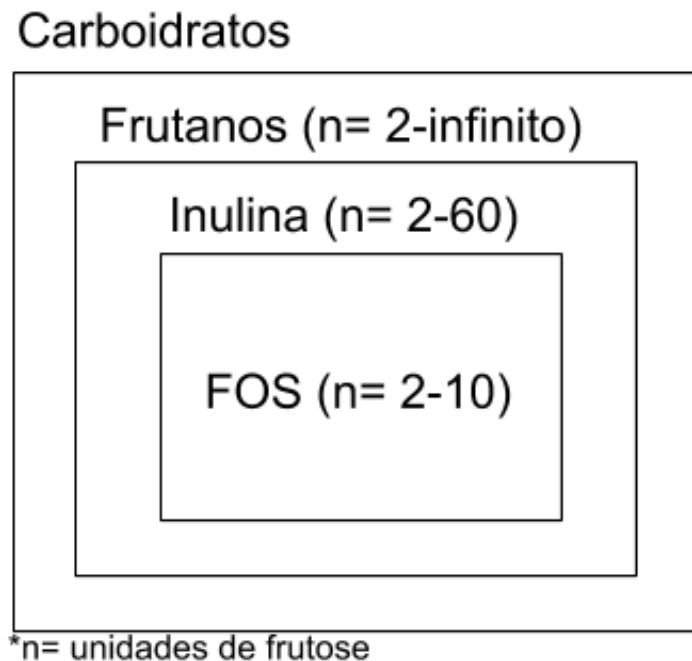 Carboidratos
Frutanos (n= 2-infinito)
Inulina (n= 2-60)
FOS (n= 2-10)
*n= unidades de frutose